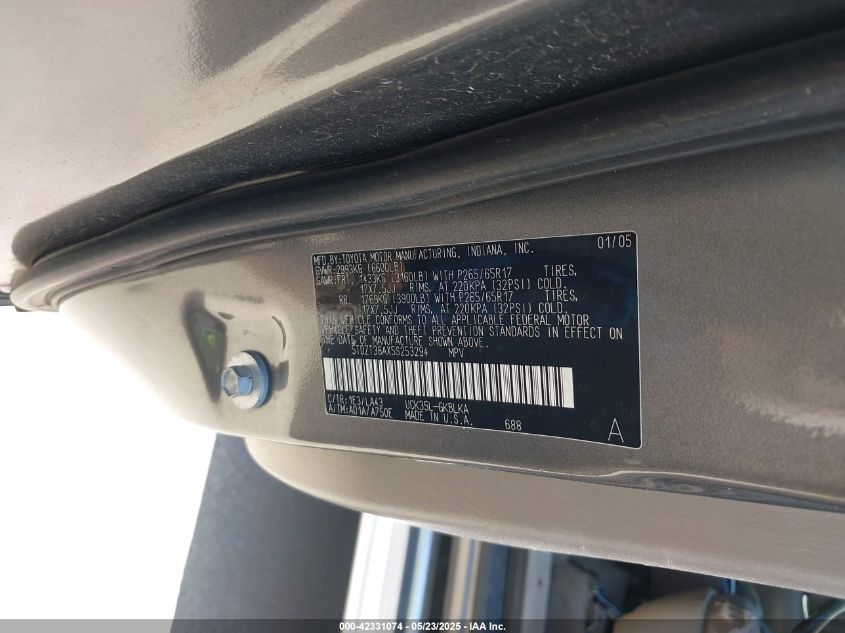 MFD.BY:TOYOTA MOTOR MANUFACTURING, INDIANA, INC. 01/05
GVWR:2993KG (6600LB)
GAWR:FRT 1433KG (3160LB) WITH P265/65R17 TIRES,
17X7.5JJ RIMS, AT 220KPA (32PSI) COLD.
RR 1769KG (3900LB) WITH P265/65R17 TIRES,
17X7.5JJ RIMS, AT 220KPA (32PSI) COLD.
THIS VEHICLE CONFORMS TO ALL APPLICABLE FEDERAL MOTOR
VEHICLE SAFETY AND THEFT PREVENTION STANDARDS IN EFFECT ON
THE DATE OF MANUFACTURE SHOWN ABOVE.
5TDZT38AX5S253294 MPV
C/TR:1E3/LA43 UCK35L-GKBLKA
A/TM:A01A/A750E MADE IN U.S.A. 688 A
000-42331074 | 05/23/2025 - IAA Inc.